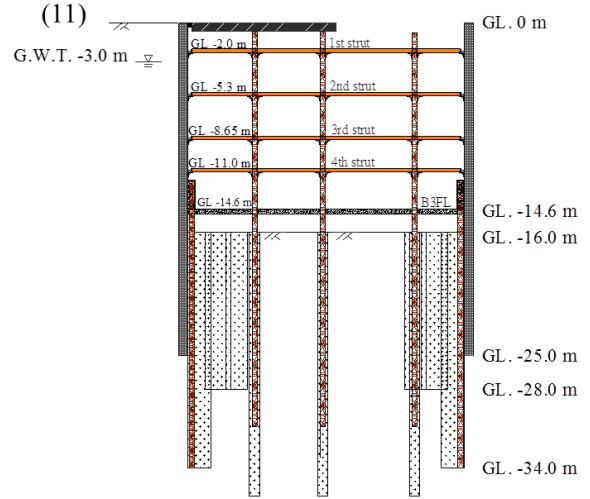 (11)
GL. 0 m
GL -2.0 m 1st strut
G.W.T. -3.0 m
GL -5.3 m 2nd strut
GL -8.65 m 3rd strut
GL -11.0 m 4th strut
GL -14.6 m B3FL
GL. -14.6 m
GL. -16.0 m
GL. -25.0 m
GL. -28.0 m
GL. -34.0 m